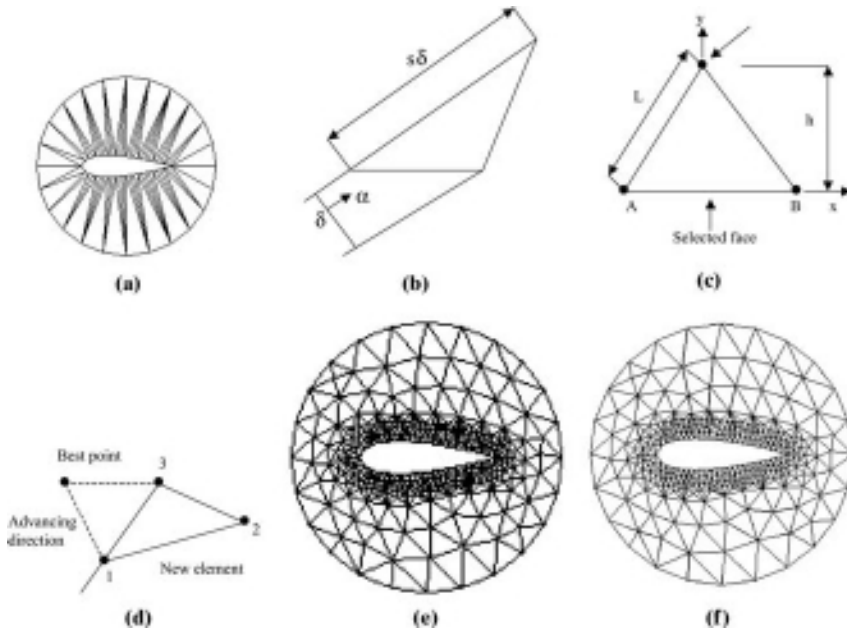 sδ
δ
α
y
L
h
A
B
x
Selected face
(a)
(b)
(c)
Best point
3
Advancing
direction
2
1
New element
(d)
(e)
(f)